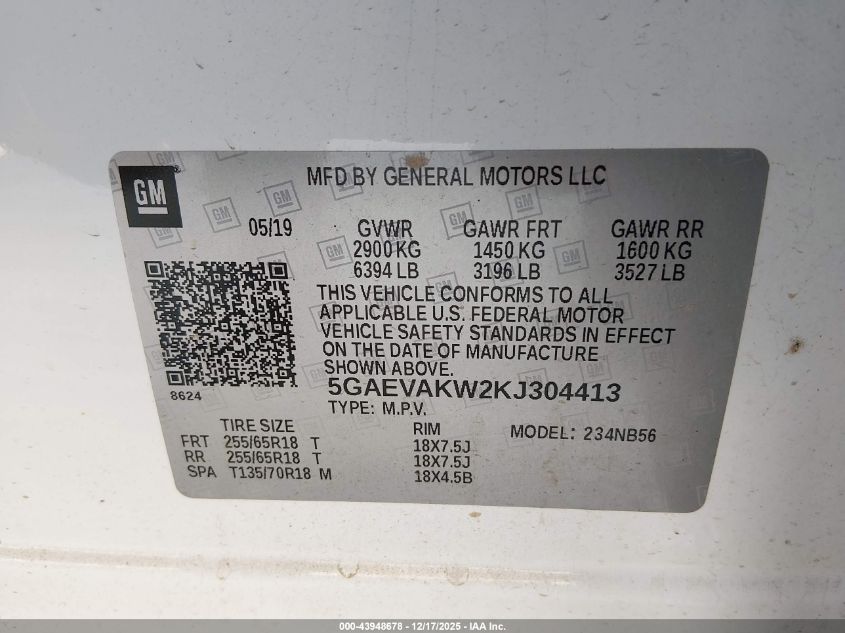 GM
MFD BY GENERAL MOTORS LLC
05/19 GVWR GAWR FRT GAWR RR
2900 KG 1450 KG 1600 KG
6394 LB 3196 LB 3527 LB
THIS VEHICLE CONFORMS TO ALL
APPLICABLE U.S. FEDERAL MOTOR
VEHICLE SAFETY STANDARDS IN EFFECT
ON THE DATE OF MANUFACTURE
SHOWN ABOVE.
8624
5GAEVAKW2KJ304413
TYPE: M.P.V.
TIRE SIZE RIM MODEL: 234NB56
FRT 255/65R18 T 18X7.5J
RR 255/65R18 T 18X7.5J
SPA T135/70R18 M 18X4.5B
000-43948678 - 12/17/2025 - IAA Inc.